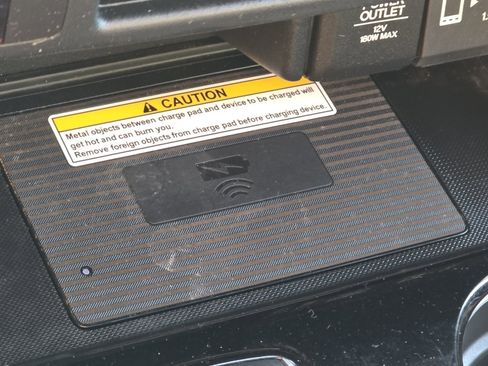 OUTLET
12V
180W MAX
CAUTION
Metal objects between charge pad and device to be charged will
get hot and can burn you.
Remove foreign objects from charge pad before charging device.